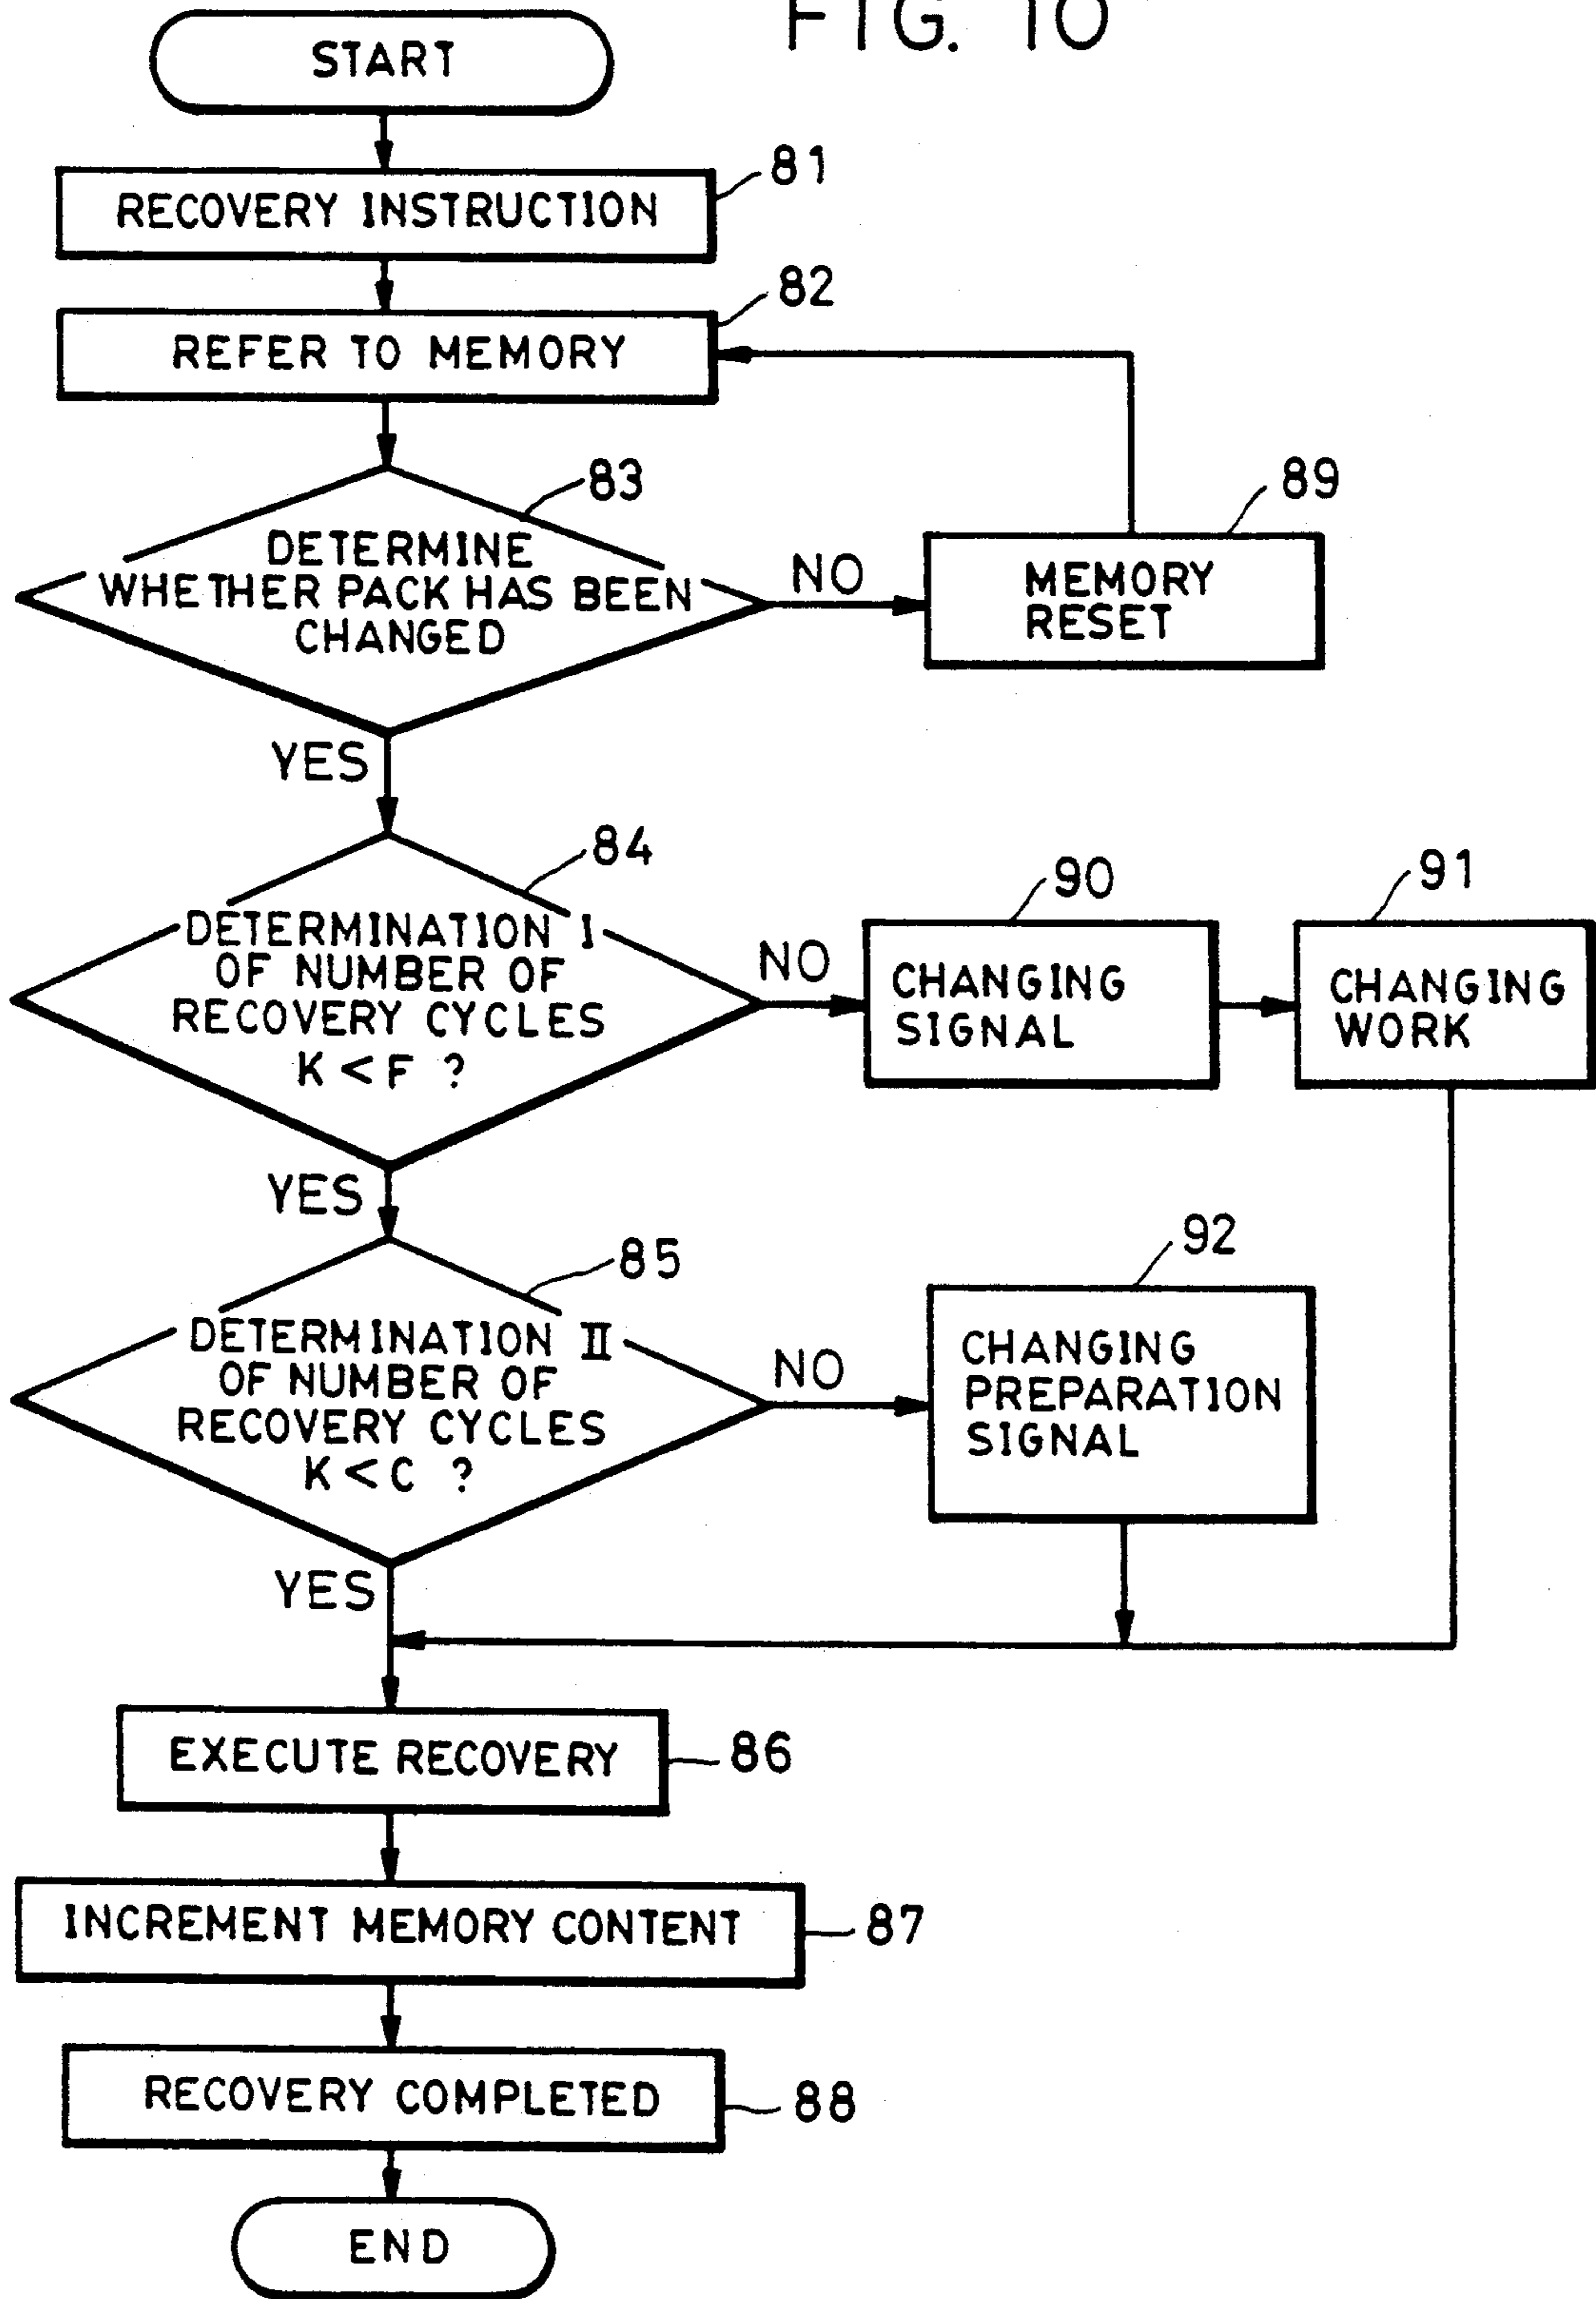 FIG. 10
START
81
RECOVERY INSTRUCTION
82
REFER TO MEMORY
83
DETERMINE
WHETHER PACK HAS BEEN
CHANGED
NO
89
MEMORY
RESET
YES
84
DETERMINATION I
OF NUMBER OF
RECOVERY CYCLES
K < F ?
NO
90
CHANGING
SIGNAL
91
CHANGING
WORK
YES
85
DETERMINATION II
OF NUMBER OF
RECOVERY CYCLES
K < C ?
NO
92
CHANGING
PREPARATION
SIGNAL
YES
EXECUTE RECOVERY
86
INCREMENT MEMORY CONTENT
87
RECOVERY COMPLETED
88
END